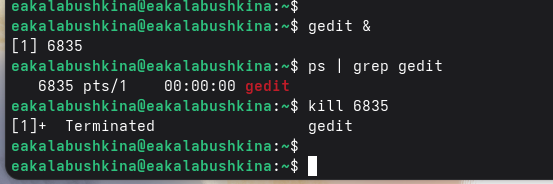 eakalabushkina@eakalabushkina:~$
eakalabushkina@eakalabushkina:~$ gedit &
[1] 6835
eakalabushkina@eakalabushkina:~$ ps | grep gedit
   6835 pts/1    00:00:00 gedit
eakalabushkina@eakalabushkina:~$ kill 6835
[1]+  Terminated              gedit
eakalabushkina@eakalabushkina:~$
eakalabushkina@eakalabushkina:~$